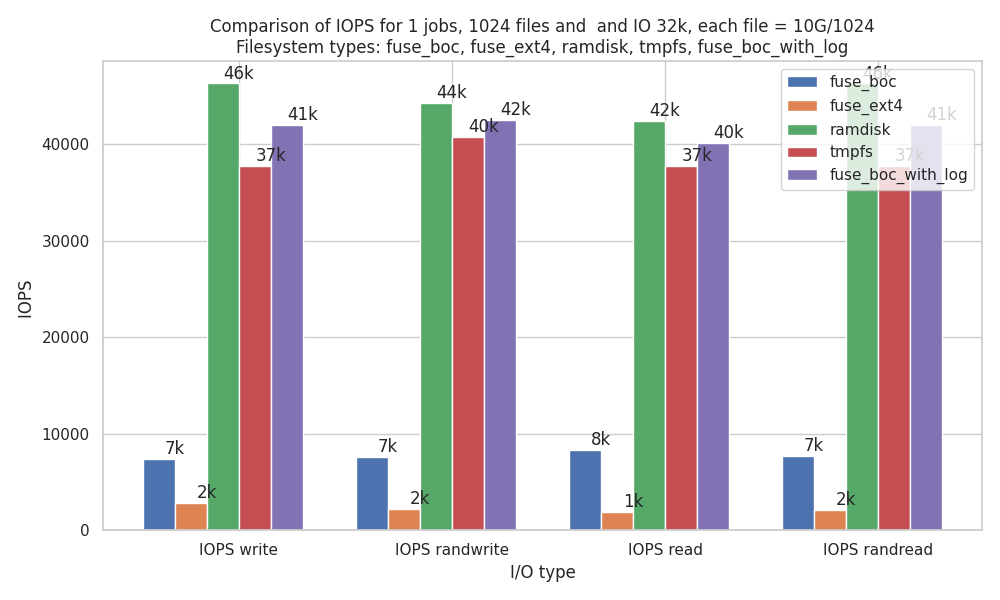 Comparison of IOPS for 1 jobs, 1024 files and  and IO 32k, each file = 10G/1024
Filesystem types: fuse_boc, fuse_ext4, ramdisk, tmpfs, fuse_boc_with_log
fuse_boc
fuse_ext4
ramdisk
tmpfs
fuse_boc_with_log
IOPS
40000
30000
20000
10000
0
7k
2k
46k
37k
41k
7k
2k
44k
40k
42k
8k
1k
42k
37k
40k
7k
2k
46k
37k
41k
IOPS write
IOPS randwrite
IOPS read
IOPS randread
I/O type